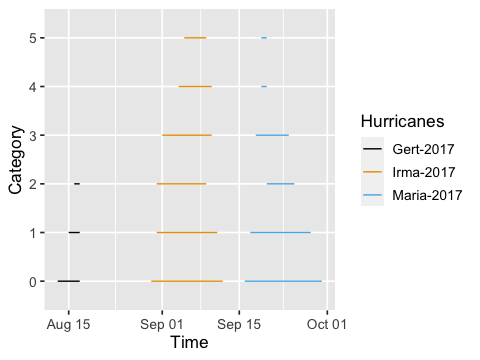 Category
5
4
3
2
1
0
Aug 15
Sep 01
Sep 15
Oct 01
Time
Hurricanes
Gert-2017
Irma-2017
Maria-2017